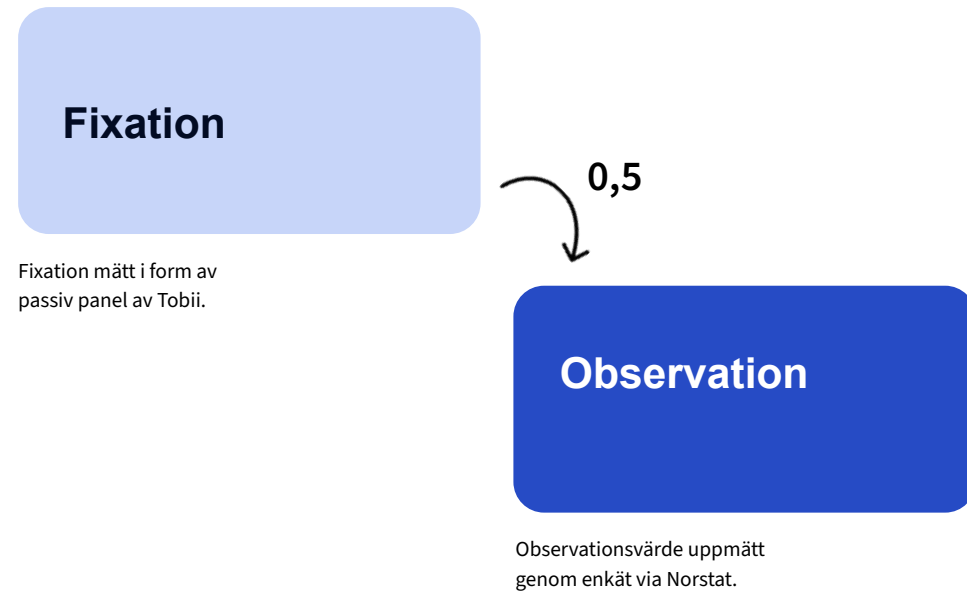 Fixation
0,5
Fixation mätt i form av
passiv panel av Tobii.
Observation
Observationsvärde uppmätt
genom enkät via Norstat.